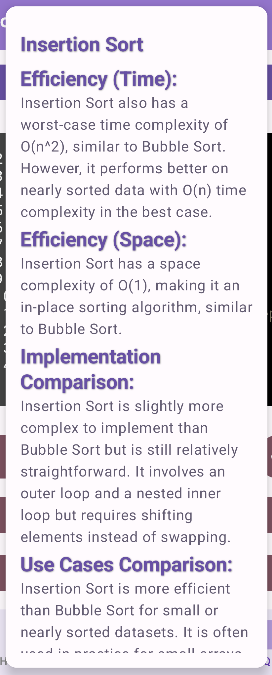 Insertion Sort
Efficiency (Time):
Insertion Sort also has a
worst-case time complexity of
O(n^2), similar to Bubble Sort.
However, it performs better on
nearly sorted data with O(n) time
complexity in the best case.
Efficiency (Space):
Insertion Sort has a space
complexity of O(1), making it an
in-place sorting algorithm, similar
to Bubble Sort.
Implementation
Comparison:
Insertion Sort is slightly more
complex to implement than
Bubble Sort but is still relatively
straightforward. It involves an
outer loop and a nested inner
loop but requires shifting
elements instead of swapping.
Use Cases Comparison:
Insertion Sort is more efficient
than Bubble Sort for small or
nearly sorted datasets. It is often
used in practice for small arrays